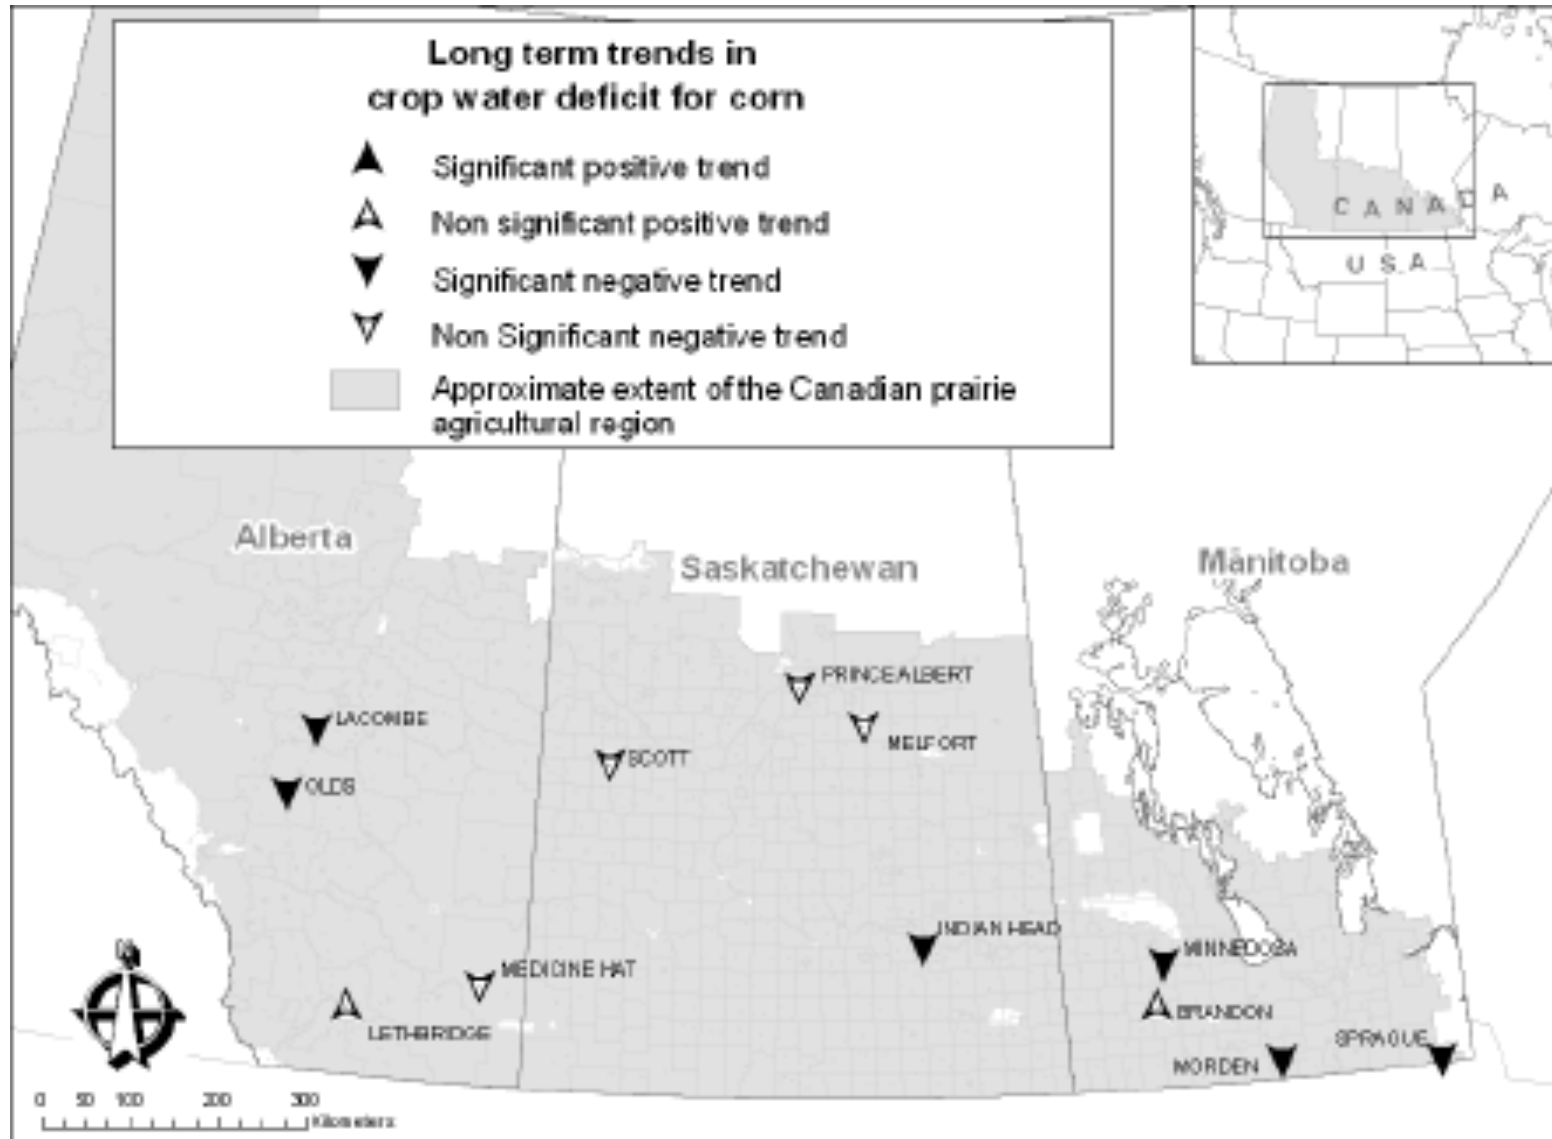 Long term trends in
crop water deficit for corn
Significant positive trend
Non significant positive trend
Significant negative trend
Non Significant negative trend
Approximate extent of the Canadian prairie
agricultural region
CANADA
USA
Alberta
Saskatchewan
Manitoba
PRINCE ALBERT
LACOMBE
MELFORT
SCOTT
OLDS
INDIAN HEAD
MINNEDOSA
MEDICINE HAT
BRANDON
LETHBRIDGE
SPRAGUE
MORDEN
0 50 100 200 300
Kilometers